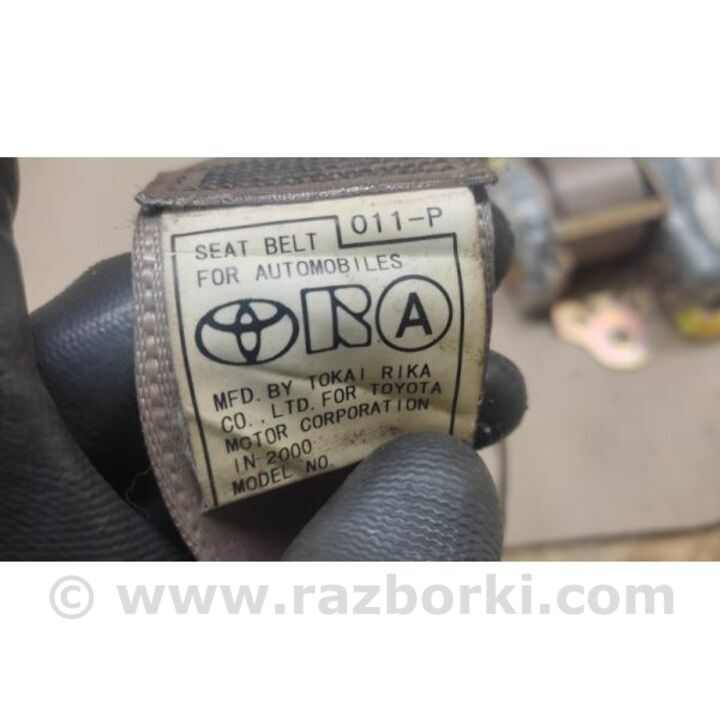 SEAT BELT 011-P
FOR AUTOMOBILES
A
MFD. BY TOKAI RIKA
CO., LTD. FOR TOYOTA
MOTOR CORPORATION
IN 2000
MODEL NO.
© www.razborki.com